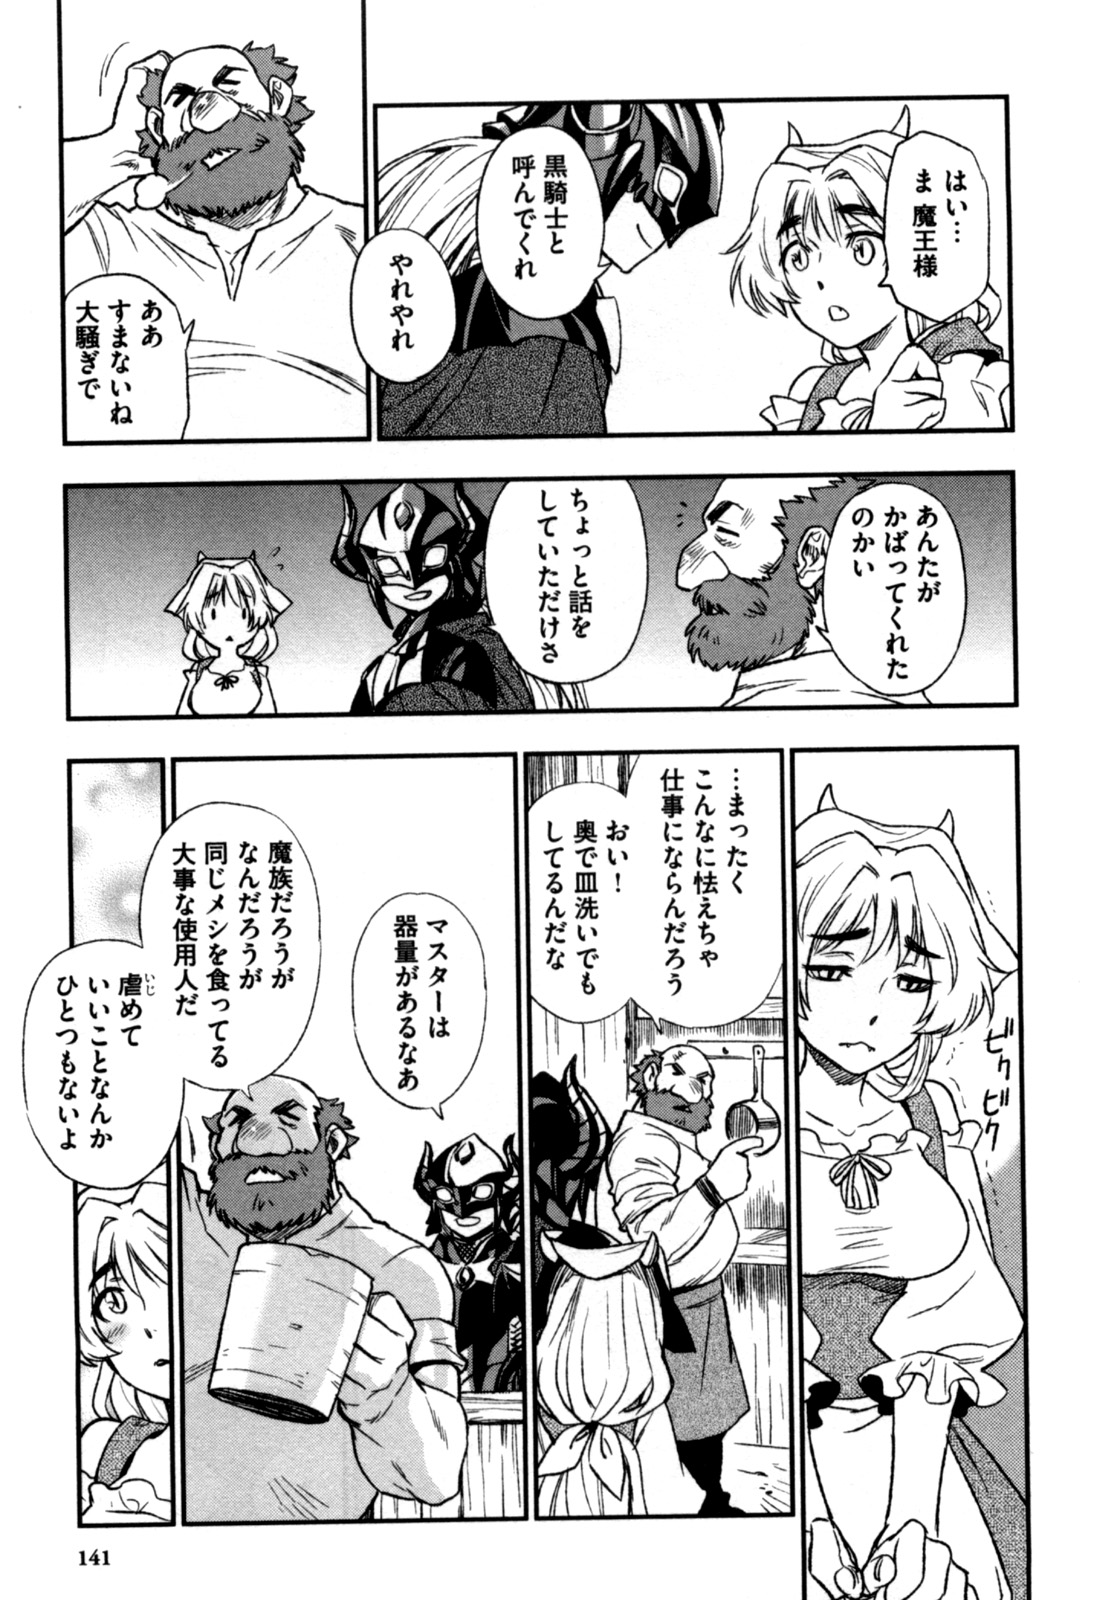 はい…
ま 魔王様
黒騎士と
呼んでくれ
やれやれ
ああ
すまないね
大騒ぎで
あんたが
かばってくれた
のかい
ちょっと話を
していただけさ
ビクビク
…まったく
こんなに怯えちゃ
仕事にならんだろう
おい！
奥で皿洗いでも
してるんだな
マスターは
器量があるなあ
魔族だろうが
なんだろうが
同じメシを食ってる
大事な使用人だ
虐めて
いじ
いいことなんか
ひとつもないよ
141